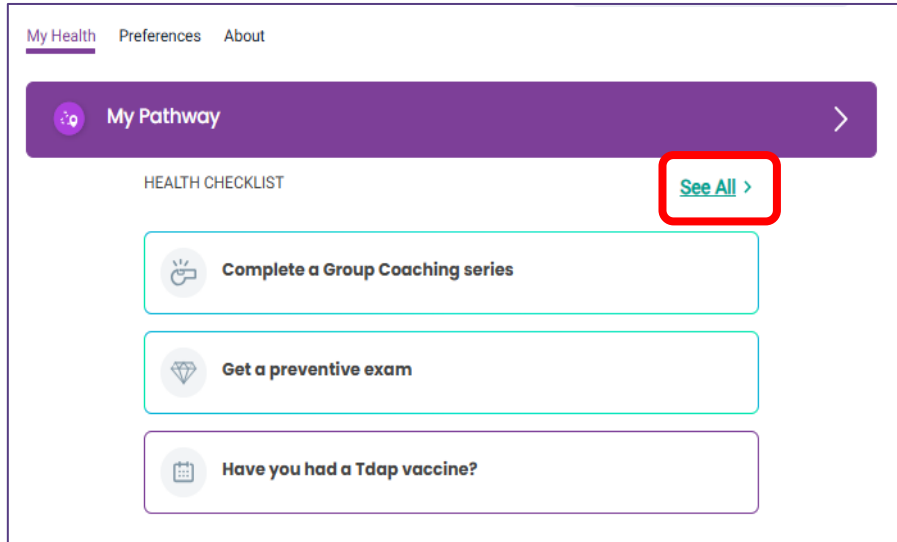 My Health Preferences About
My Pathway
HEALTH CHECKLIST See All >
Complete a Group Coaching series
Get a preventive exam
Have you had a Tdap vaccine?